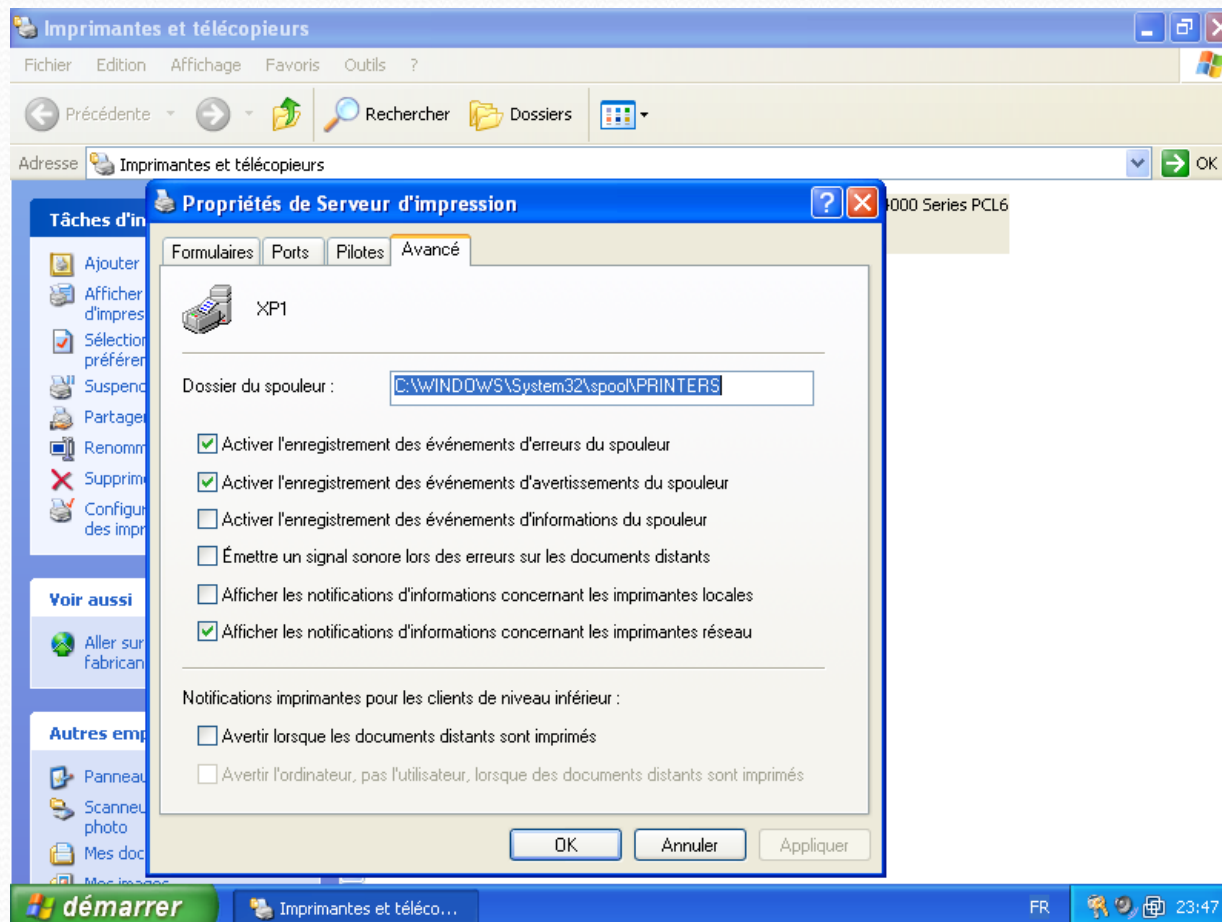 Imprimantes et télécopieurs
Fichier Edition Affichage Favoris Outils ?
Précédente Rechercher Dossiers
Adresse Imprimantes et télécopieurs OK
Propriétés de Serveur d'impression
000 Series PCL6
Formulaires Ports Pilotes Avancé
XP1
Dossier du spouleur : C:\WINDOWS\System32\spool\PRINTERS
Activer l'enregistrement des événements d'erreurs du spouleur
Activer l'enregistrement des événements d'avertissements du spouleur
Activer l'enregistrement des événements d'informations du spouleur
Émettre un signal sonore lors des erreurs sur les documents distants
Afficher les notifications d'informations concernant les imprimantes locales
Afficher les notifications d'informations concernant les imprimantes réseau
Notifications imprimantes pour les clients de niveau inférieur :
Avertir lorsque les documents distants sont imprimés
Avertir l'ordinateur, pas l'utilisateur, lorsque des documents distants sont imprimés
OK Annuler Appliquer
Tâches d'in
Ajouter
Afficher
d'impres
Sélection
préféren
Suspend
Partager
Renomm
Supprime
Configur
des impr
Voir aussi
Aller sur
fabrican
Autres emp
Panneau
Scanneu
photo
Mes doc
Mes images
démarrer Imprimantes et téléco... FR 23:47